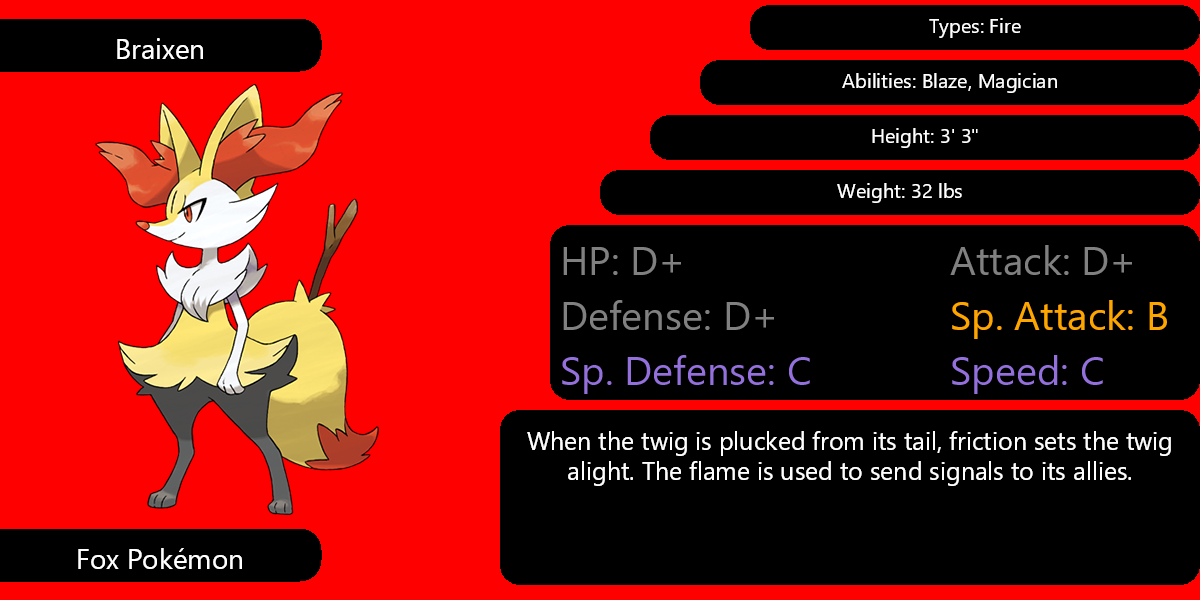 Braixen
Fox Pokémon
Types: Fire
Abilities: Blaze, Magician
Height: 3' 3"
Weight: 32 lbs
HP: D+
Attack: D+
Defense: D+
Sp. Attack: B
Sp. Defense: C
Speed: C
When the twig is plucked from its tail, friction sets the twig
alight. The flame is used to send signals to its allies.